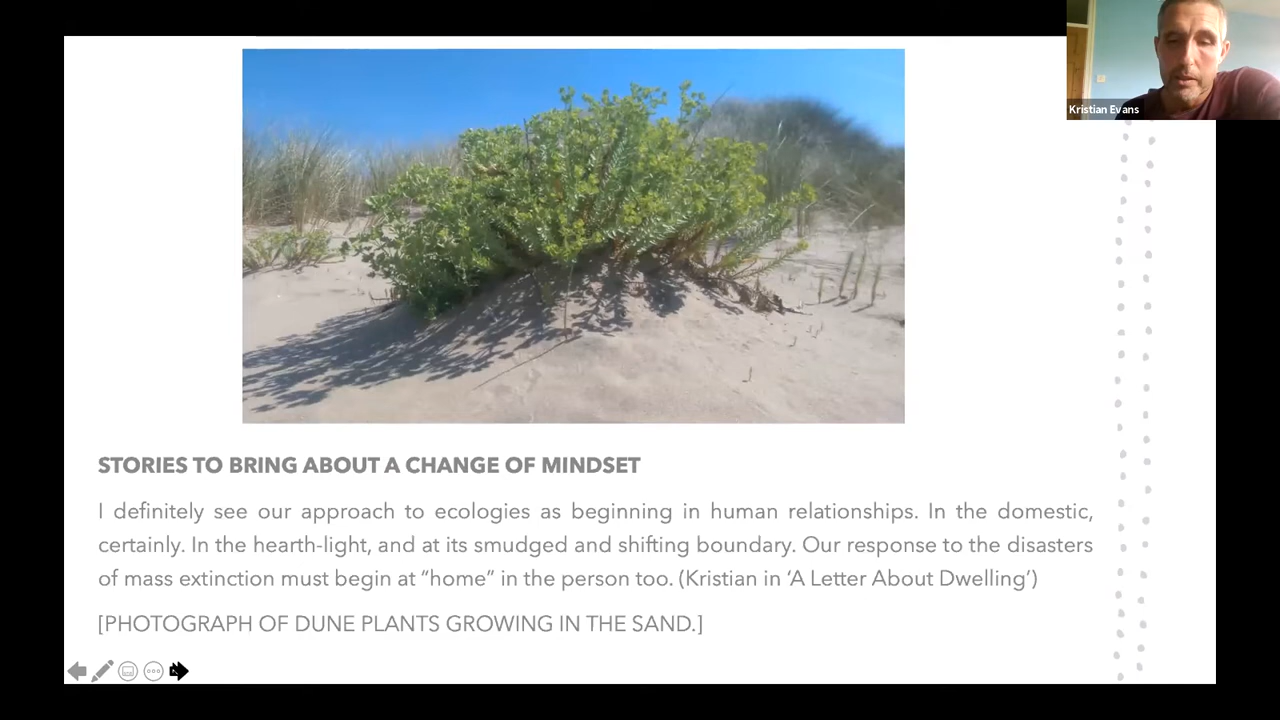 Kristian Evans
STORIES TO BRING ABOUT A CHANGE OF MINDSET
I definitely see our approach to ecologies as beginning in human relationships. In the domestic,
certainly. In the hearth-light, and at its smudged and shifting boundary. Our response to the disasters
of mass extinction must begin at “home” in the person too. (Kristian in ‘A Letter About Dwelling’)
[PHOTOGRAPH OF DUNE PLANTS GROWING IN THE SAND.]